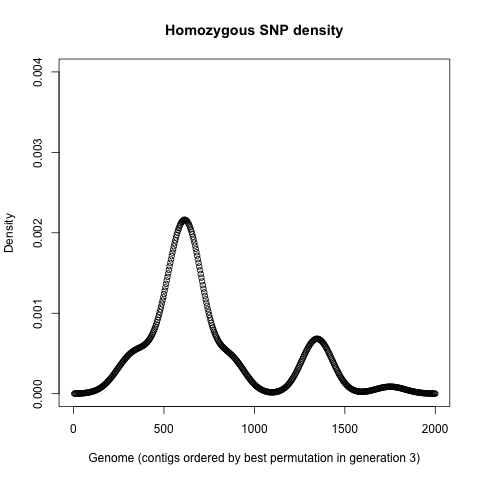 Homozygous SNP density
Density
0.004
0.003
0.002
0.001
0.000
0 500 1000 1500 2000
Genome (contigs ordered by best permutation in generation 3)